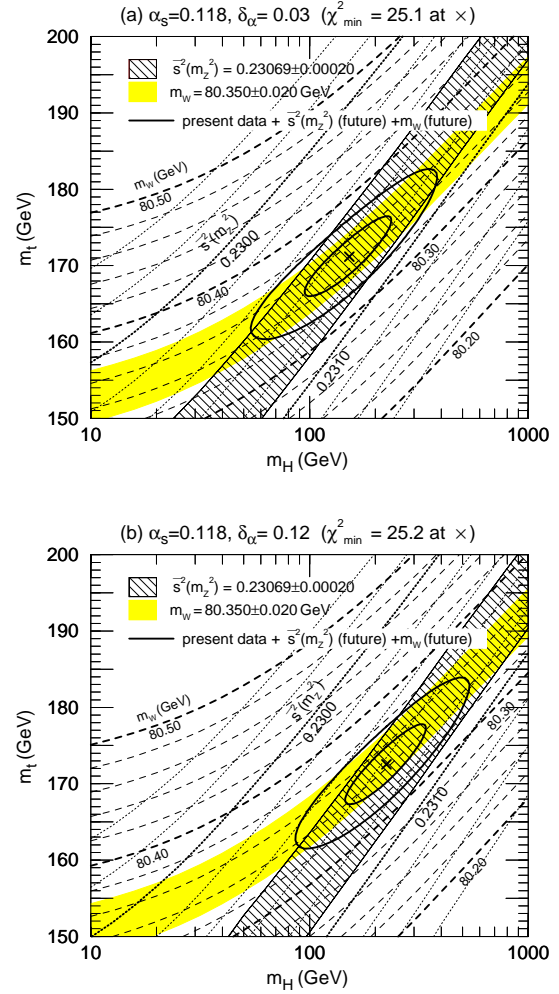 (a) αs=0.118, δα= 0.03 (χ²min = 25.1 at ×)
200
190
180
170
160
150
mt (GeV)
s̄²(mZ²) = 0.23069±0.00020
mW = 80.350±0.020 GeV
present data + s̄²(mZ²) (future) +mW(future)
mW(GeV)
80.50
s̄²(mZ²)
0.2300
80.40
80.30
0.2310
80.20
10
100
1000
mH (GeV)
(b) αs=0.118, δα= 0.12 (χ²min = 25.2 at ×)
200
190
180
170
160
150
mt (GeV)
s̄²(mZ²) = 0.23069±0.00020
mW = 80.350±0.020 GeV
present data + s̄²(mZ²) (future) +mW(future)
mW(GeV)
80.50
s̄²(mZ²)
0.2300
80.30
80.40
0.2310
80.20
10
100
1000
mH (GeV)